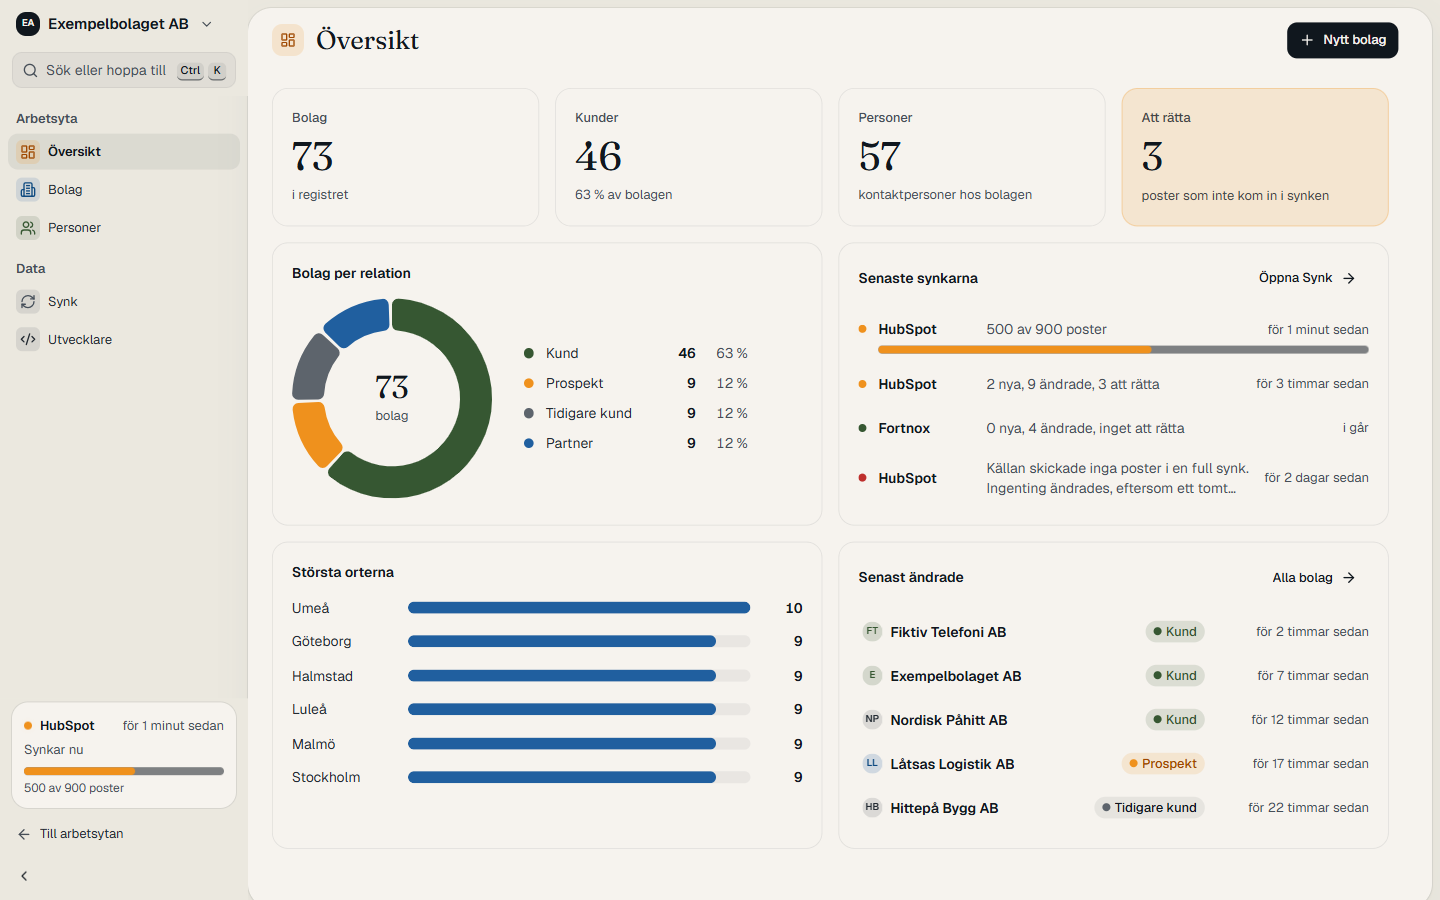 EA Exempelbolaget AB
Sök eller hoppa till Ctrl K
Arbetsyta
Översikt
Bolag
Personer
Data
Synk
Utvecklare
HubSpot för 1 minut sedan
Synkar nu
500 av 900 poster
Till arbetsytan
Översikt
Nytt bolag
Bolag
73
i registret
Kunder
46
63 % av bolagen
Personer
57
kontaktpersoner hos bolagen
Att rätta
3
poster som inte kom in i synken
Bolag per relation
73
bolag
Kund 46 63 %
Prospekt 9 12 %
Tidigare kund 9 12 %
Partner 9 12 %
Senaste synkarna
Öppna Synk
HubSpot 500 av 900 poster för 1 minut sedan
HubSpot 2 nya, 9 ändrade, 3 att rätta för 3 timmar sedan
Fortnox 0 nya, 4 ändrade, inget att rätta i går
HubSpot Källan skickade inga poster i en full synk. för 2 dagar sedan
Ingenting ändrades, eftersom ett tomt…
Största orterna
Umeå 10
Göteborg 9
Halmstad 9
Luleå 9
Malmö 9
Stockholm 9
Senast ändrade
Alla bolag
FT Fiktiv Telefoni AB Kund för 2 timmar sedan
E Exempelbolaget AB Kund för 7 timmar sedan
NP Nordisk Påhitt AB Kund för 12 timmar sedan
LL Låtsas Logistik AB Prospekt för 17 timmar sedan
HB Hittepå Bygg AB Tidigare kund för 22 timmar sedan